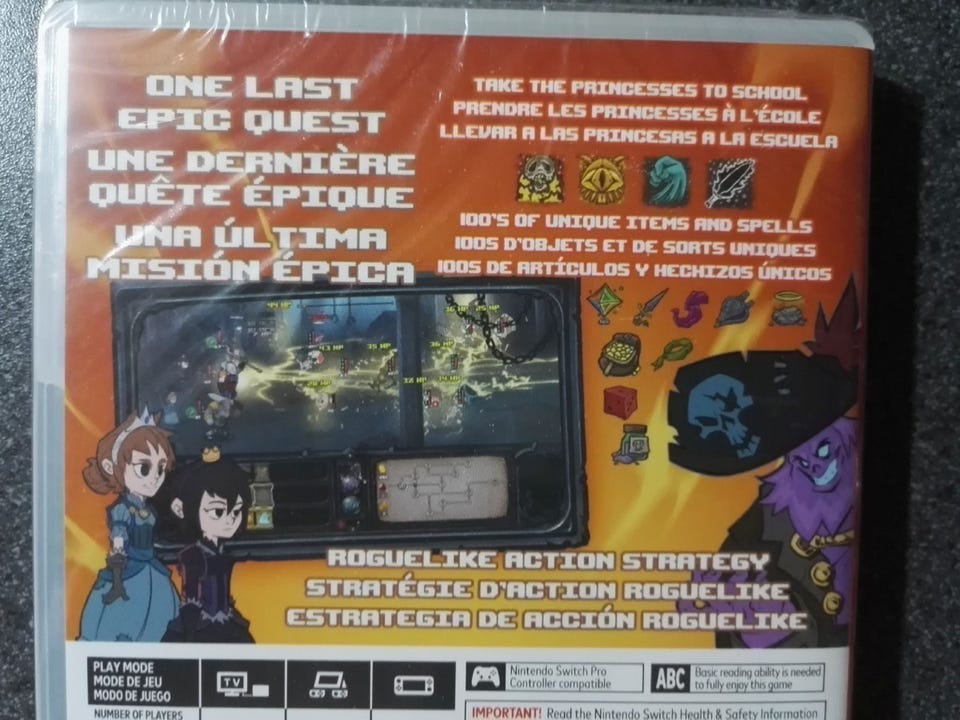 ONE LAST
EPIC QUEST
UNE DERNIÈRE
QUÊTE ÉPIQUE
UNA ÚLTIMA
MISIÓN ÉPICA
TAKE THE PRINCESSES TO SCHOOL
PRENDRE LES PRINCESSES À L'ÉCOLE
LLEVAR A LAS PRINCESAS A LA ESCUELA
100'S OF UNIQUE ITEMS AND SPELLS
100S D'OBJETS ET DE SORTS UNIQUES
100S DE ARTÍCULOS Y HECHIZOS ÚNICOS
ROGUELIKE ACTION STRATEGY
STRATÉGIE D'ACTION ROGUELIKE
ESTRATEGIA DE ACCIÓN ROGUELIKE
PLAY MODE
MODE DE JEU
MODO DE JUEGO
TV
Nintendo Switch Pro
Controller compatible
ABC
Basic reading ability is needed
to fully enjoy this game
NUMBER OF PLAYERS
IMPORTANT! Read the Nintendo Switch Health & Safety Information